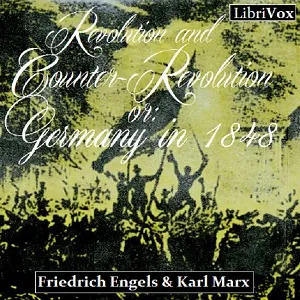 LibriVox
Revolution and
Counter-Revolution
or;
Germany in 1848
Friedrich Engels & Karl Marx